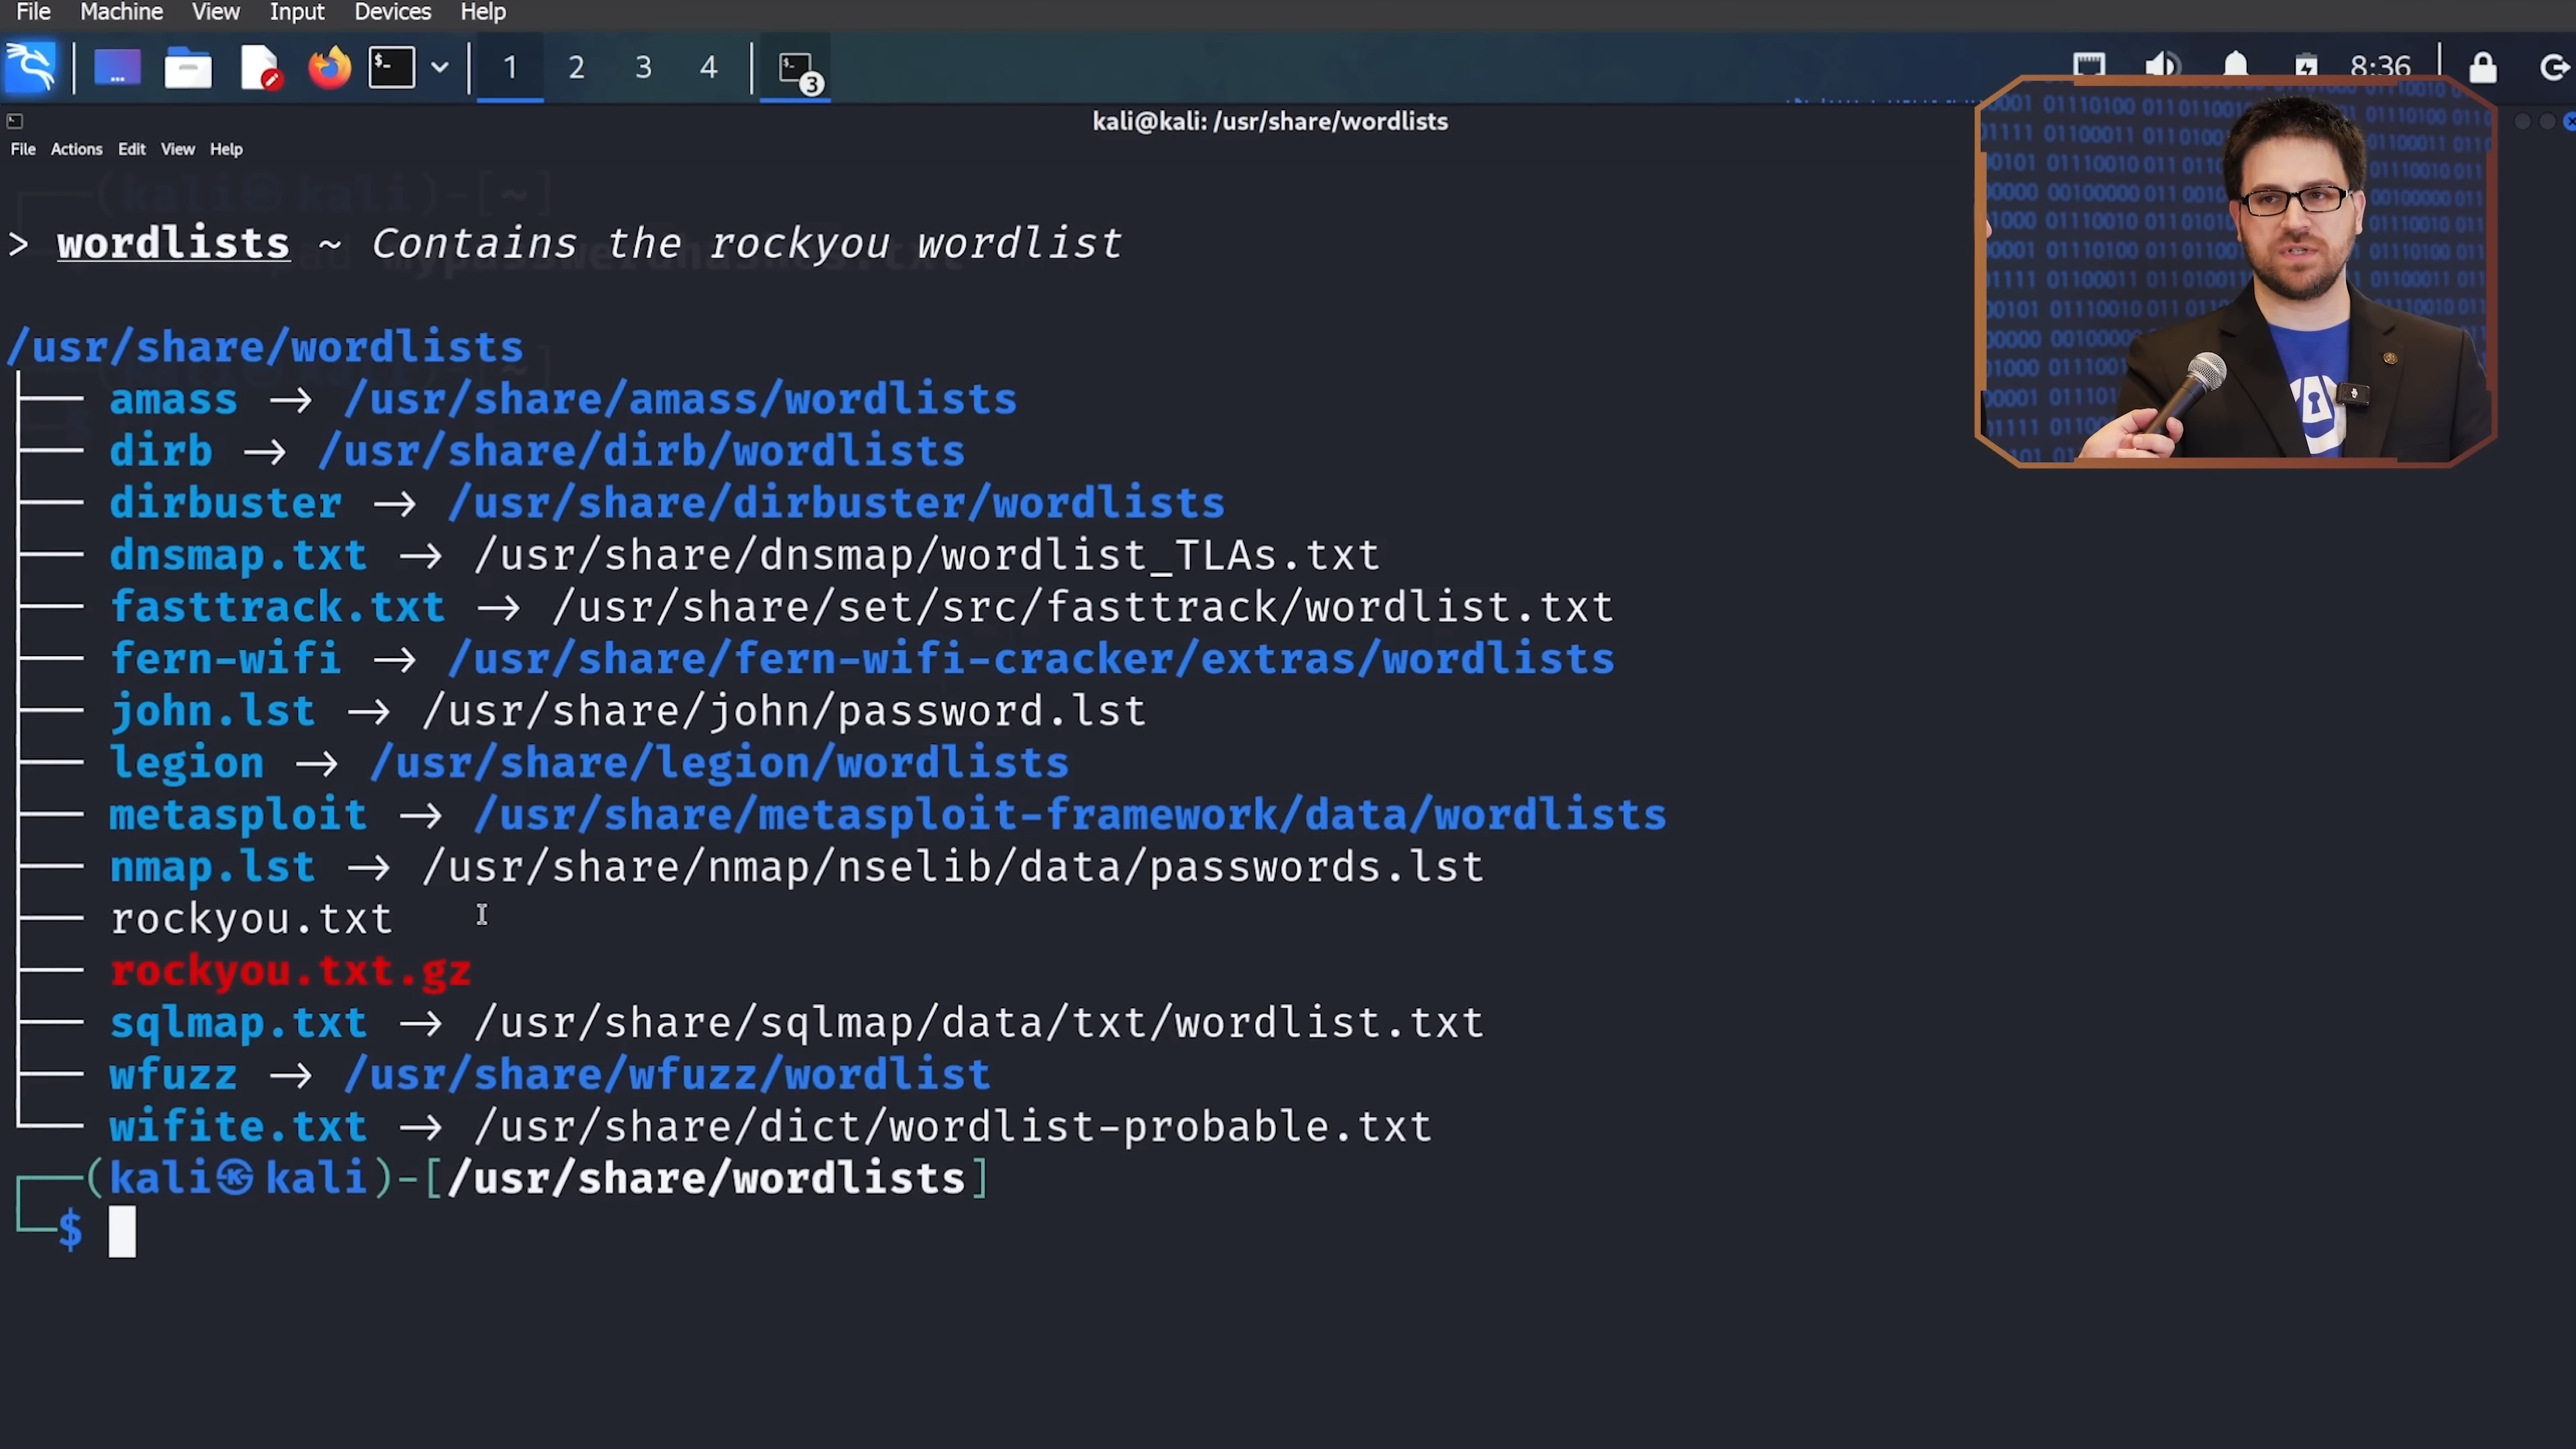 File Machine View Input Devices Help
1 2 3 4 3 8:36
kali@kali: /usr/share/wordlists
File Actions Edit View Help
> wordlists ~ Contains the rockyou wordlist
/usr/share/wordlists
amass → /usr/share/amass/wordlists
dirb → /usr/share/dirb/wordlists
dirbuster → /usr/share/dirbuster/wordlists
dnsmap.txt → /usr/share/dnsmap/wordlist_TLAs.txt
fasttrack.txt → /usr/share/set/src/fasttrack/wordlist.txt
fern-wifi → /usr/share/fern-wifi-cracker/extras/wordlists
john.lst → /usr/share/john/password.lst
legion → /usr/share/legion/wordlists
metasploit → /usr/share/metasploit-framework/data/wordlists
nmap.lst → /usr/share/nmap/nselib/data/passwords.lst
rockyou.txt
rockyou.txt.gz
sqlmap.txt → /usr/share/sqlmap/data/txt/wordlist.txt
wfuzz → /usr/share/wfuzz/wordlist
wifite.txt → /usr/share/dict/wordlist-probable.txt
(kali㉿kali)-[/usr/share/wordlists]
$